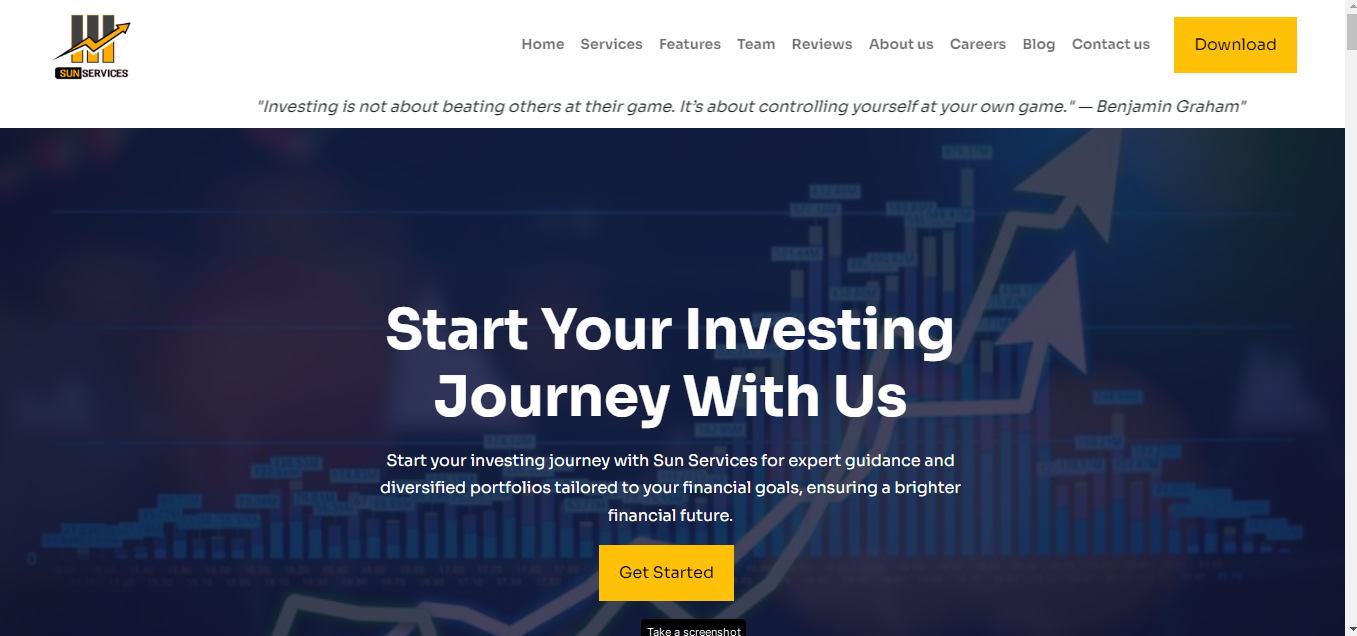 SUN SERVICES
Home Services Features Team Reviews About us Careers Blog Contact us Download
"Investing is not about beating others at their game. It's about controlling yourself at your own game." — Benjamin Graham"
Start Your Investing
Journey With Us
Start your investing journey with Sun Services for expert guidance and
diversified portfolios tailored to your financial goals, ensuring a brighter
financial future.
Get Started
Take a screenshot